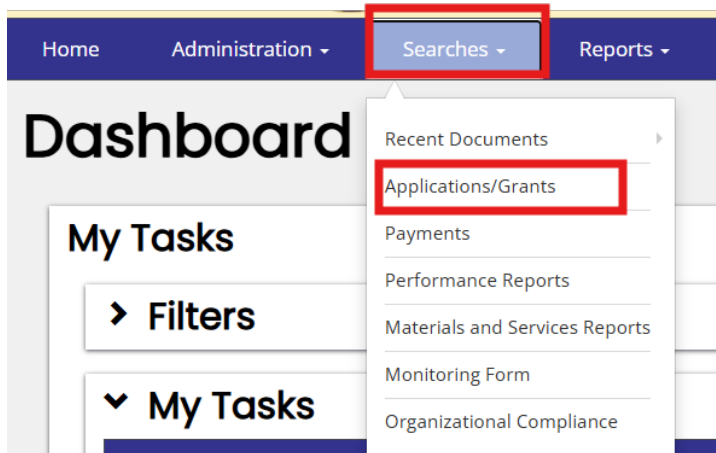 Home Administration Searches Reports
Dashboard
Recent Documents
Applications/Grants
My Tasks
Payments
Performance Reports
Filters
Materials and Services Reports
Monitoring Form
My Tasks
Organizational Compliance